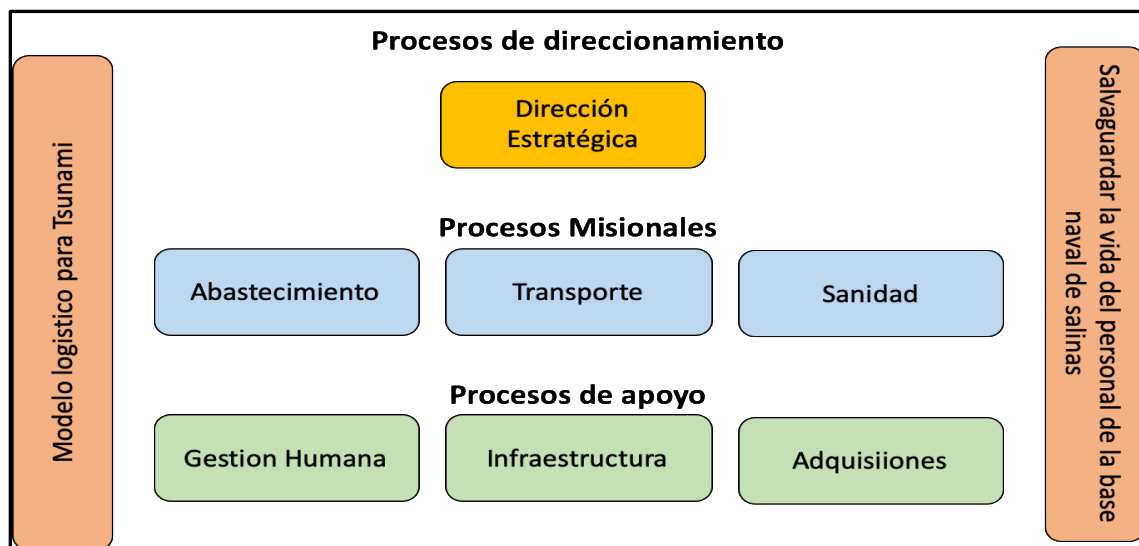 Procesos de direccionamiento
Modelo logistico para Tsunami
Dirección
Estratégica
Procesos Misionales
Abastecimiento
Transporte
Sanidad
Procesos de apoyo
Gestion Humana
Infraestructura
Adquisiiones
Salvaguardar la vida del personal de la base
naval de salinas